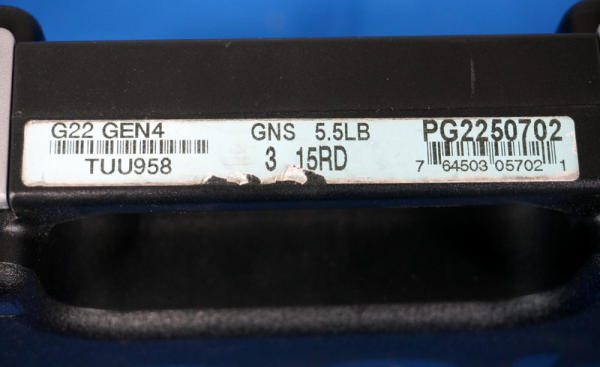 G22 GEN4 GNS 5.5LB PG2250702
TUU958 3 15RD 7 64503 05702 1